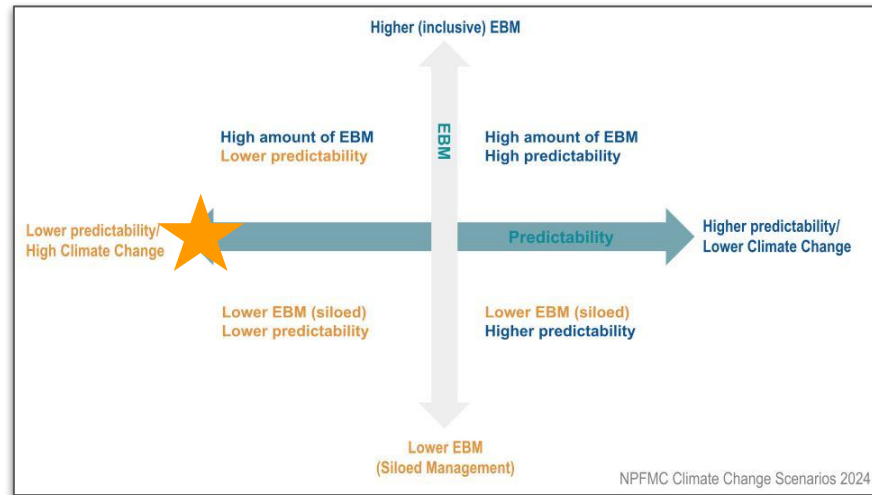 Higher (inclusive) EBM
EBM
High amount of EBM
Lower predictability
High amount of EBM
High predictability
Lower predictability/
High Climate Change
Predictability
Higher predictability/
Lower Climate Change
Lower EBM (siloed)
Lower predictability
Lower EBM (siloed)
Higher predictability
Lower EBM
(Siloed Management)
NPFMC Climate Change Scenarios 2024